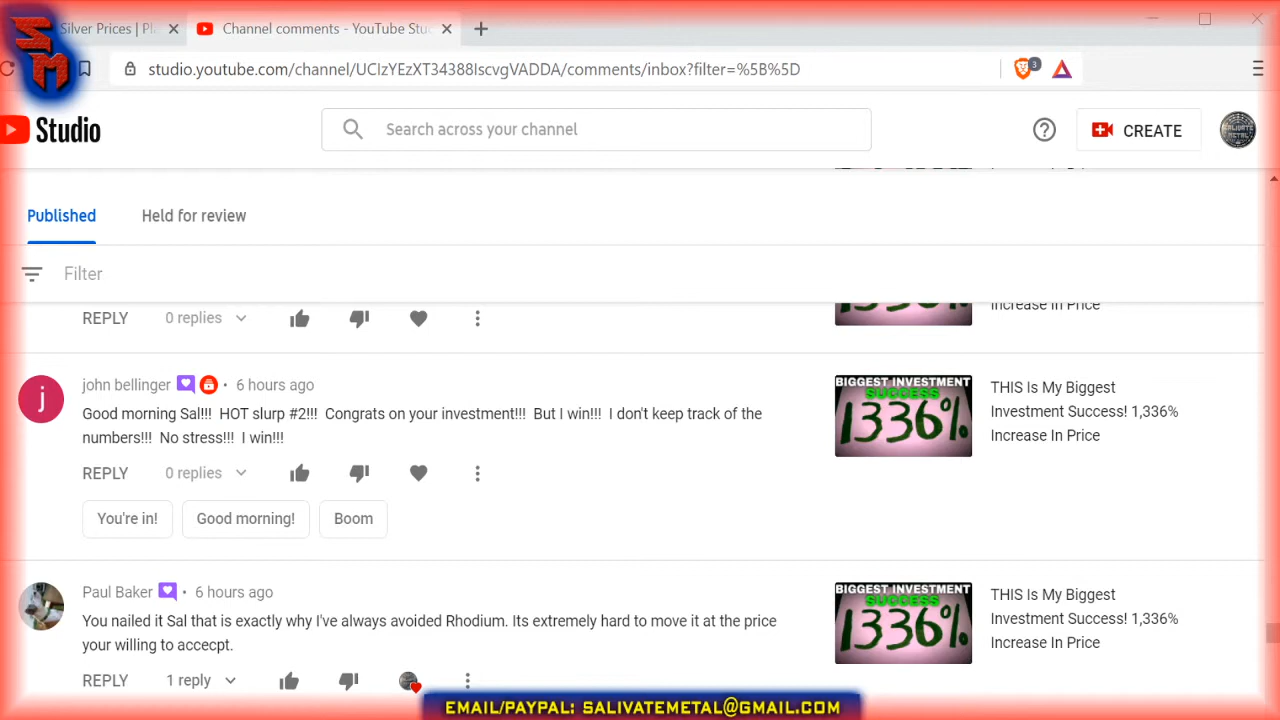 SM
Silver Prices | Pl
Channel comments - YouTube Stu
studio.youtube.com/channel/UCIzYEzXT34388IscvgVADDA/comments/inbox?filter=%5B%5D
3
Studio
Search across your channel
CREATE
SALIVATE
METAL
Published
Held for review
Filter
REPLY 0 replies
Increase In Price
john bellinger • 6 hours ago
Good morning Sal!!! HOT slurp #2!!! Congrats on your investment!!! But I win!!! I don't keep track of the
numbers!!! No stress!!! I win!!!
REPLY 0 replies
You're in! Good morning! Boom
BIGGEST INVESTMENT
SUCCESS
1336%
THIS Is My Biggest
Investment Success! 1,336%
Increase In Price
Paul Baker • 6 hours ago
You nailed it Sal thats exactly why I've always avoided Rhodium. Its extremely hard to move it at the price
your willing to accecpt.
REPLY 1 reply
BIGGEST INVESTMENT
SUCCESS
1336%
THIS Is My Biggest
Investment Success! 1,336%
Increase In Price
EMAIL/PAYPAL: SALIVATEMETAL@GMAIL.COM